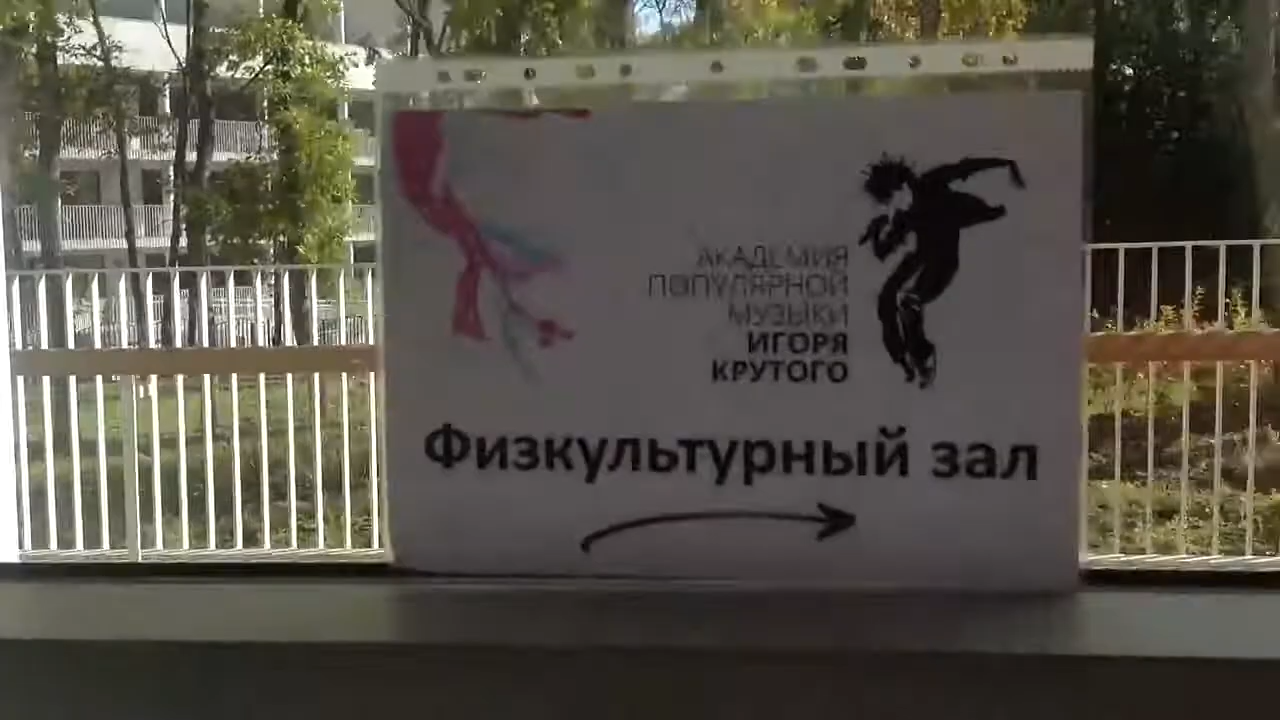 АКАДЕМИЯ
ПОПУЛЯРНОЙ
МУЗЫКИ
ИГОРЯ
КРУТОГО
Физкультурный зал